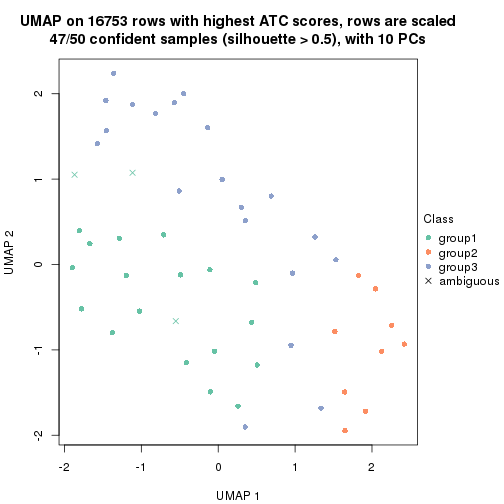 UMAP on 16753 rows with highest ATC scores, rows are scaled
47/50 confident samples (silhouette > 0.5), with 10 PCs
2
1
0
-1
-2
UMAP 2
-2
-1
0
1
2
UMAP 1
Class
group1
group2
group3
ambiguous